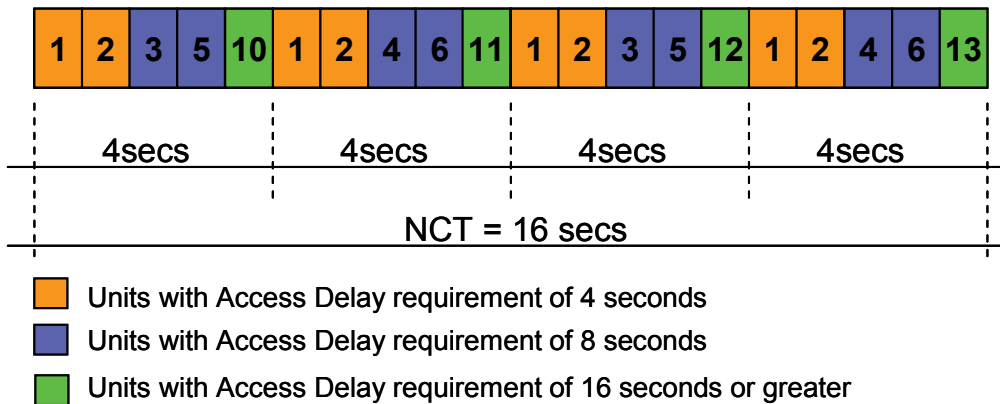 1 2 3 5 10 1 2 4 6 11 1 2 3 5 12 1 2 4 6 13
4secs 4secs 4secs 4secs
NCT = 16 secs
Units with Access Delay requirement of 4 seconds
Units with Access Delay requirement of 8 seconds
Units with Access Delay requirement of 16 seconds or greater